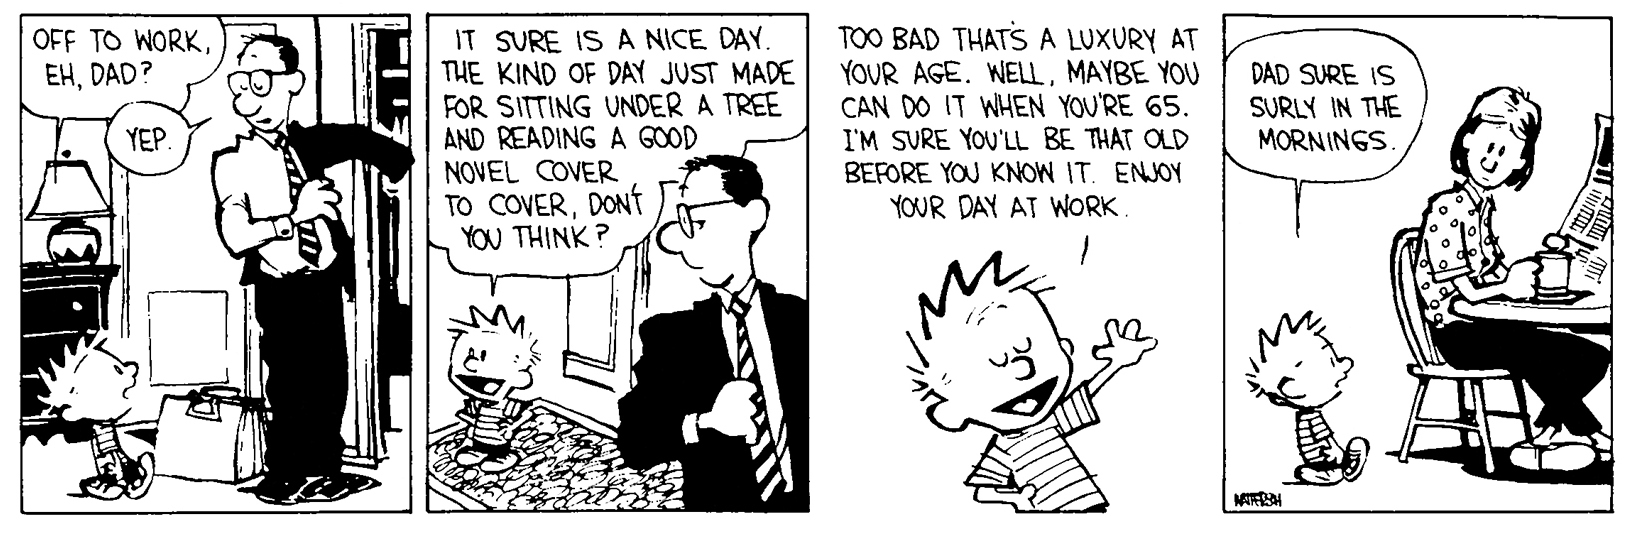 OFF TO WORK,
EH, DAD?
YEP.
IT SURE IS A NICE DAY.
THE KIND OF DAY JUST MADE
FOR SITTING UNDER A TREE
AND READING A GOOD
NOVEL COVER
TO COVER, DON'T
YOU THINK?
TOO BAD THAT'S A LUXURY AT
YOUR AGE. WELL, MAYBE YOU
CAN DO IT WHEN YOU'RE 65.
I'M SURE YOU'LL BE THAT OLD
BEFORE YOU KNOW IT. ENJOY
YOUR DAY AT WORK.
DAD SURE IS
SURLY IN THE
MORNINGS.
WATTERSON